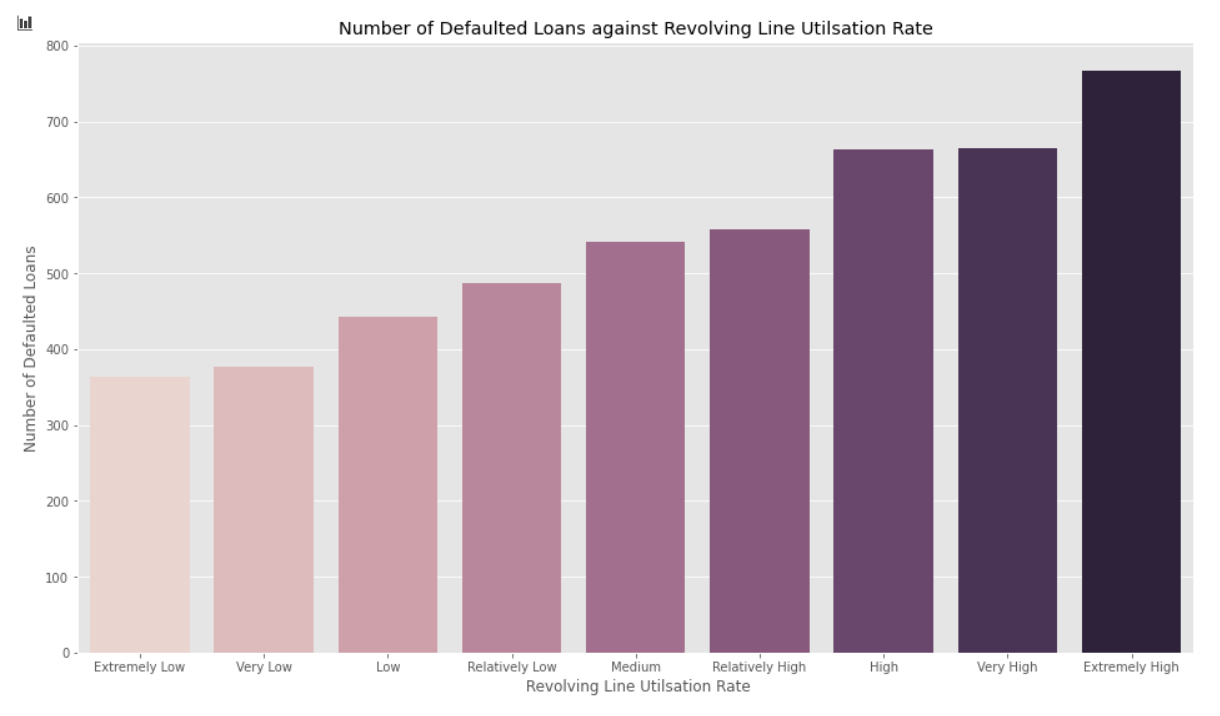 Number of Defaulted Loans against Revolving Line Utilsation Rate
Number of Defaulted Loans
800
700
600
500
400
300
200
100
0
Extremely Low
Very Low
Low
Relatively Low
Medium
Relatively High
High
Very High
Extremely High
Revolving Line Utilsation Rate